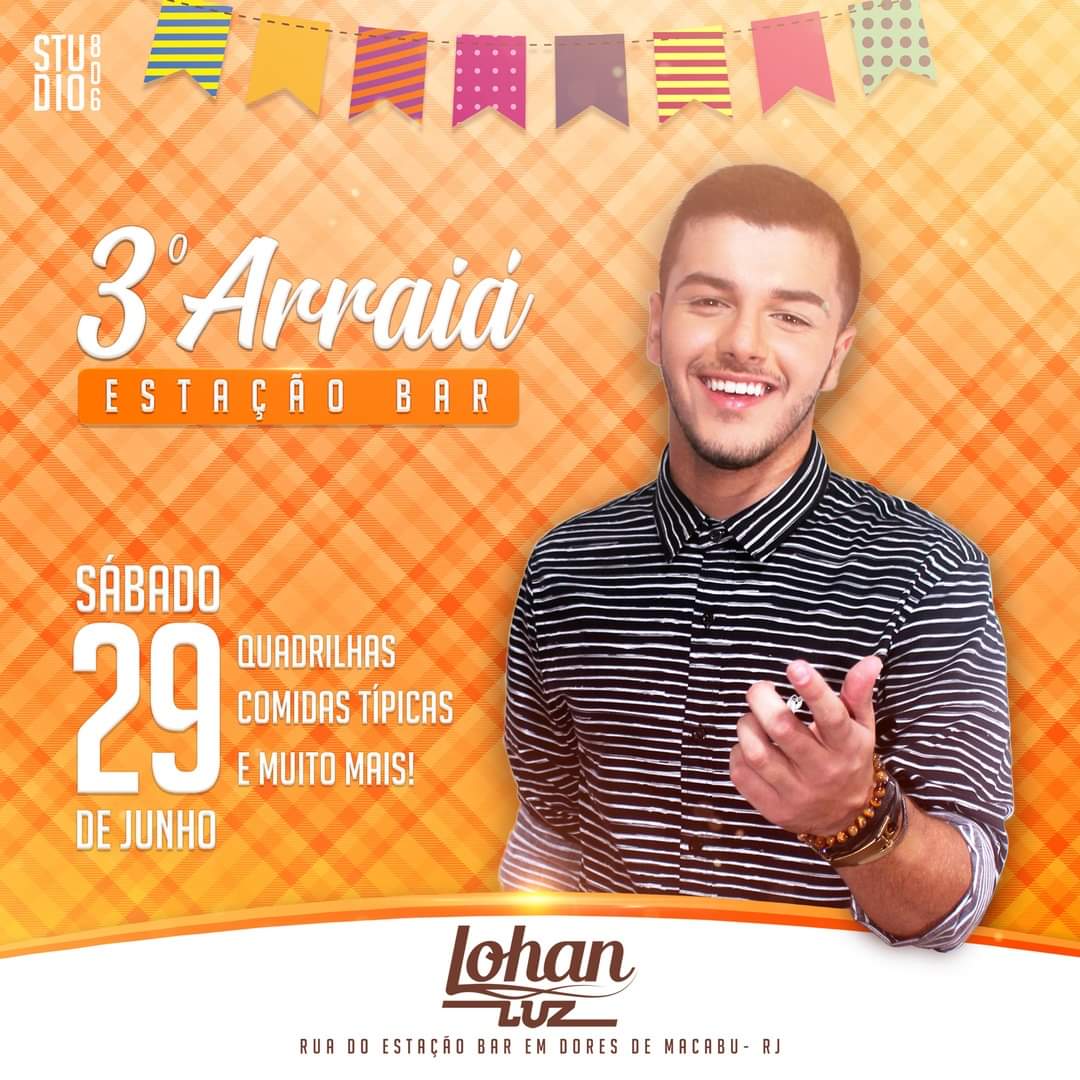 STU
DIO
806
3º Arraiá
ESTAÇÃO BAR
SÁBADO
29
DE JUNHO
QUADRILHAS
COMIDAS TÍPICAS
E MUITO MAIS!
Lohan
LUZ
RUA DO ESTAÇÃO BAR EM DORES DE MACABU- RJ